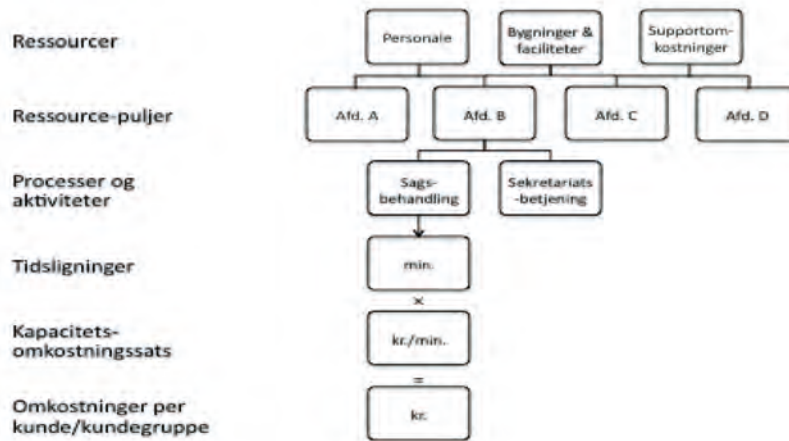 Ressourcer
Personale
Bygninger &
faciliteter
Supportom-
kostninger
Ressource-puljer
Afd. A
Afd. B
Afd. C
Afd. D
Processer og
aktiviteter
Sags-
behandling
Sekretariats
-betjening
Tidsligninger
min.
×
Kapacitets-
omkostningssats
kr./min.
=
Omkostninger per
kunde/kundegruppe
kr.